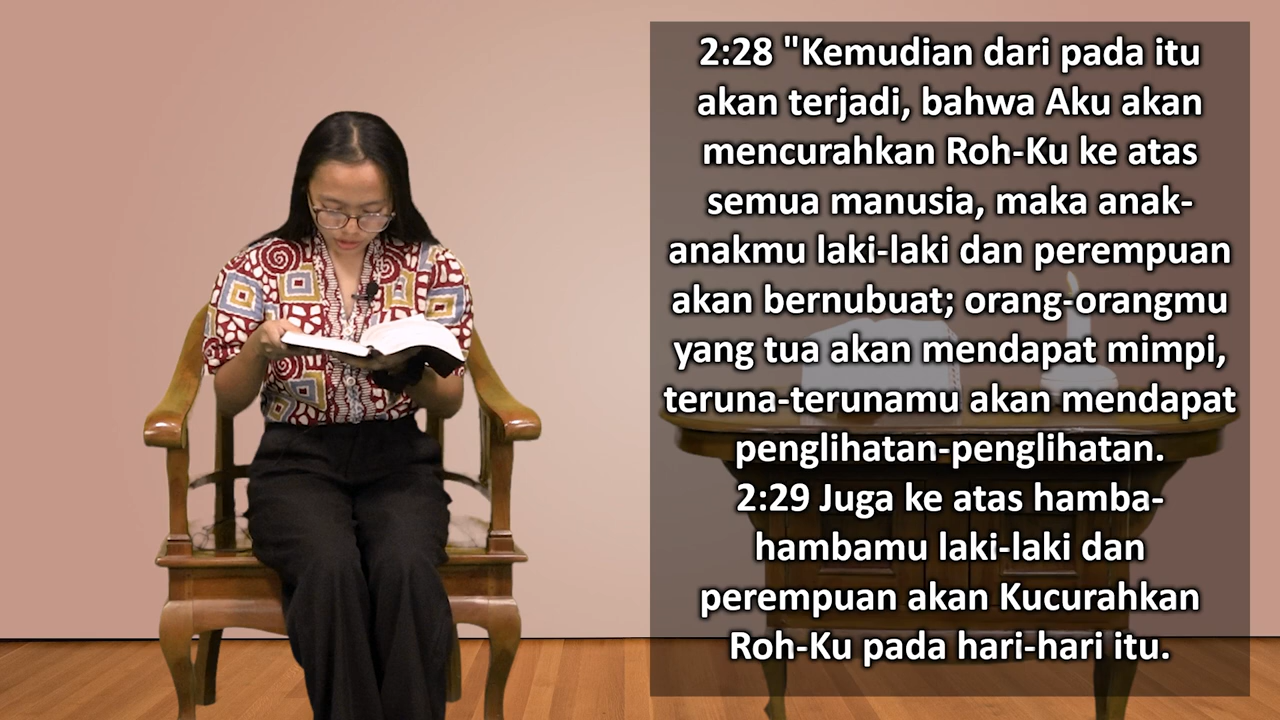 2:28 "Kemudian dari pada itu
akan terjadi, bahwa Aku akan
mencurahkan Roh-Ku ke atas
semua manusia, maka anak-
anakmu laki-laki dan perempuan
akan bernubuat; orang-orangmu
yang tua akan mendapat mimpi,
teruna-terunamu akan mendapat
penglihatan-penglihatan.
2:29 Juga ke atas hamba-
hambamu laki-laki dan
perempuan akan Kucurahkan
Roh-Ku pada hari-hari itu.